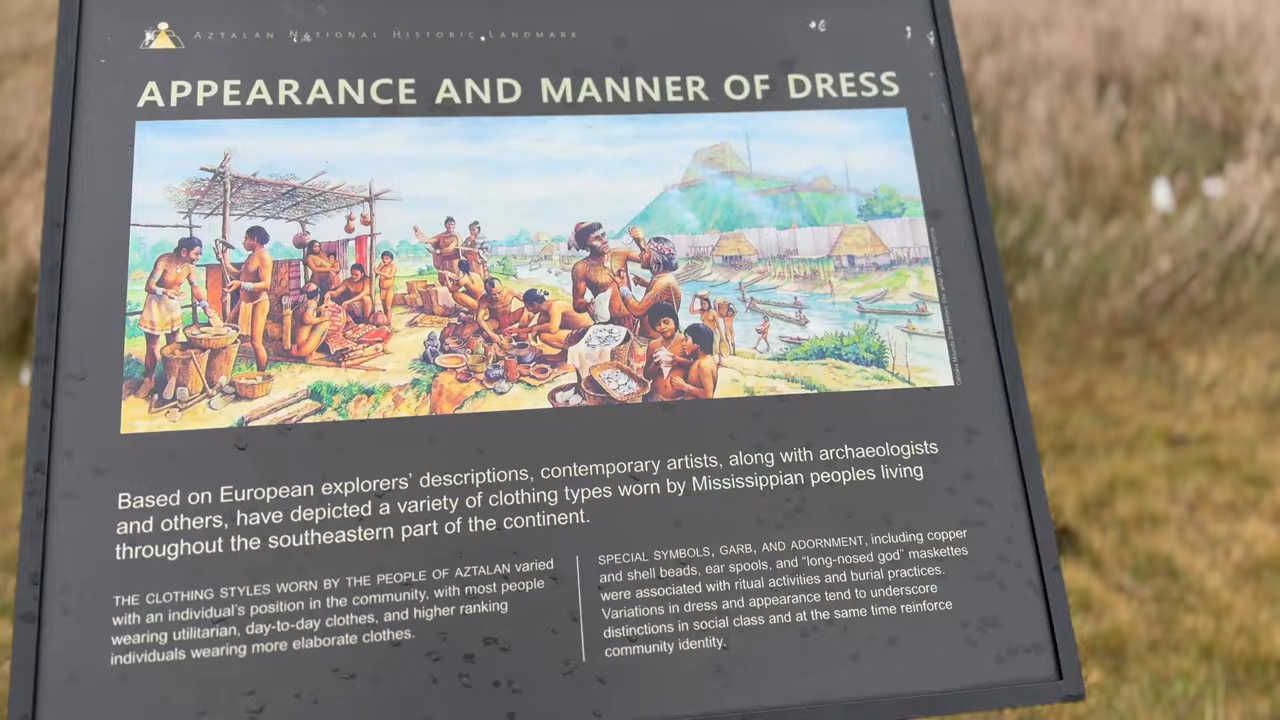 AZTALAN NATIONAL HISTORIC LANDMARK
APPEARANCE AND MANNER OF DRESS
Based on European explorers' descriptions, contemporary artists, along with archaeologists
and others, have depicted a variety of clothing types worn by Mississippian peoples living
throughout the southeastern part of the continent.
THE CLOTHING STYLES WORN BY THE PEOPLE OF AZTALAN varied
with an individual's position in the community, with most people
wearing utilitarian, day-to-day clothes, and higher ranking
individuals wearing more elaborate clothes.
SPECIAL SYMBOLS, GARB, AND ADORNMENT, including copper
and shell beads, ear spools, and "long-nosed god" maskettes
were associated with ritual activities and burial practices.
Variations in dress and appearance tend to underscore
distinctions in social class and at the same time reinforce
community identity.